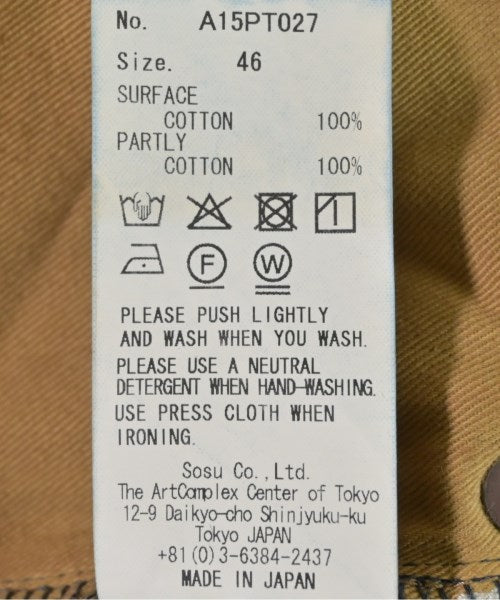 No. A15PT027
Size. 46
SURFACE
COTTON 100%
PARTLY
COTTON 100%
F W
PLEASE PUSH LIGHTLY
AND WASH WHEN YOU WASH.
PLEASE USE A NEUTRAL
DETERGENT WHEN HAND-WASHING.
USE PRESS CLOTH WHEN
IRONING.
Sosu Co.,Ltd.
The ArtComplex Center of Tokyo
12-9 Daikyo-cho Shinjyuku-ku
Tokyo JAPAN
+81(0)3-6384-2437
MADE IN JAPAN